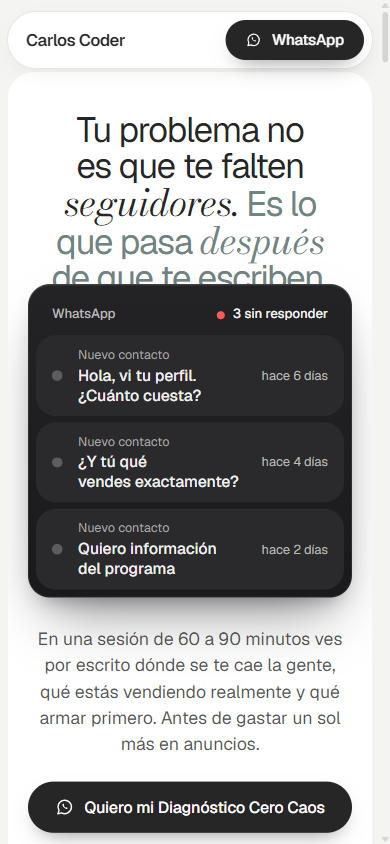 Carlos Coder
WhatsApp
Tu problema no
es que te falten
seguidores. Es lo
que pasa después
de que te escriben
WhatsApp
3 sin responder
Nuevo contacto
Hola, vi tu perfil.
¿Cuánto cuesta?
hace 6 días
Nuevo contacto
¿Y tú qué
vendes exactamente?
hace 4 días
Nuevo contacto
Quiero información
del programa
hace 2 días
En una sesión de 60 a 90 minutos ves
por escrito dónde se te cae la gente,
qué estás vendiendo realmente y qué
armar primero. Antes de gastar un sol
más en anuncios.
Quiero mi Diagnóstico Cero Caos